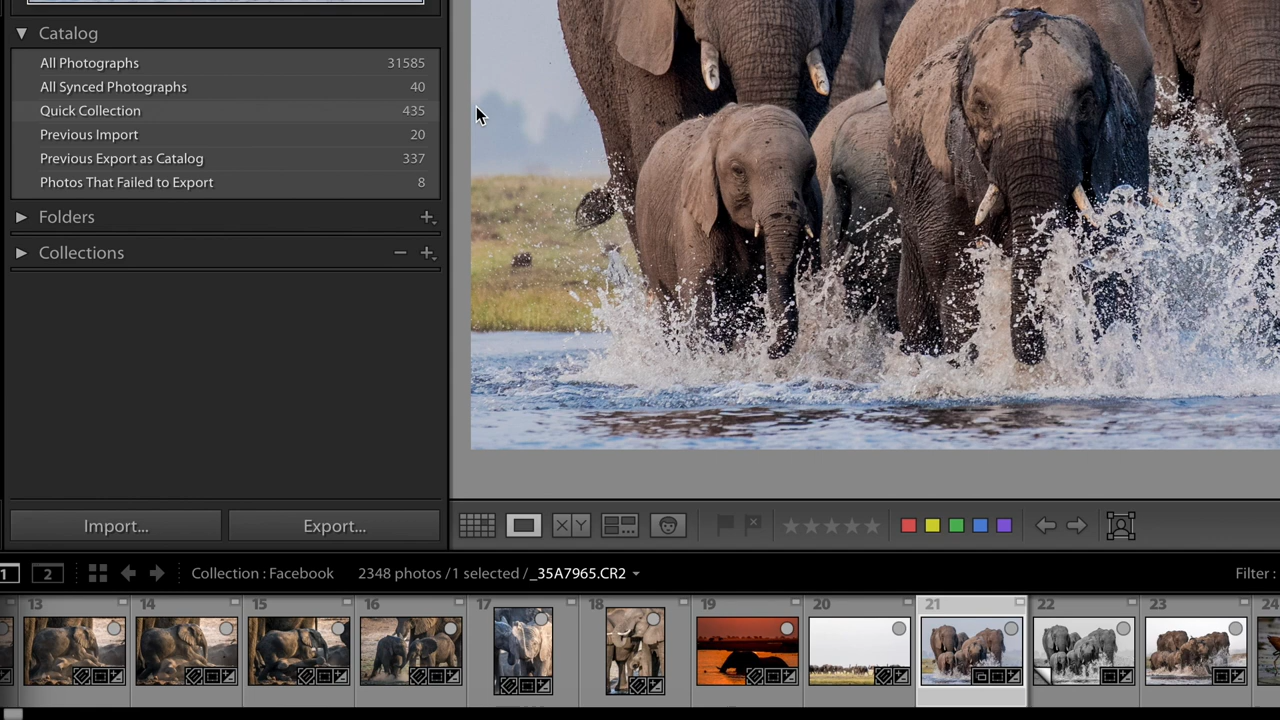 Catalog
All Photographs 31585
All Synced Photographs 40
Quick Collection 435
Previous Import 20
Previous Export as Catalog 337
Photos That Failed to Export 8
Folders
Collections
Import... Export...
X Y
1 2 Collection : Facebook 2348 photos / 1 selected / _35A7965.CR2 Filter :
13 14 15 16 17 18 19 20 21 22 23 24